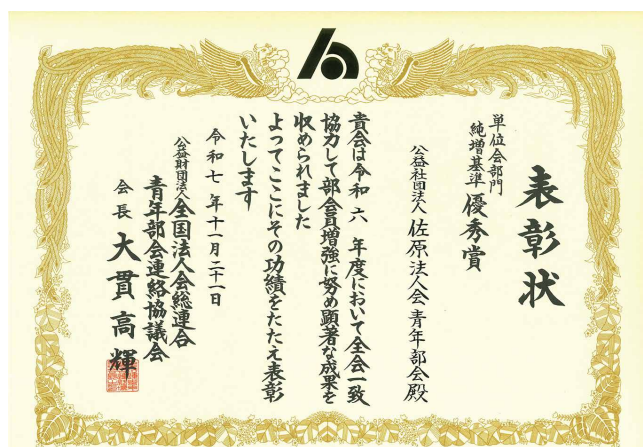 表彰状
単位会部門
純増基準
優秀賞
公益社団法人 佐原法人会 青年部会 殿
貴会は令和 六 年度において全会一致
協力して部会員増強に努め顕著な成果を
収められました
よってここにその功績をたたえ表彰
いたします
令和七年十一月二十一日
公益財団法人 全国法人会総連合
青年部会連絡協議会
会長 大貫高輝